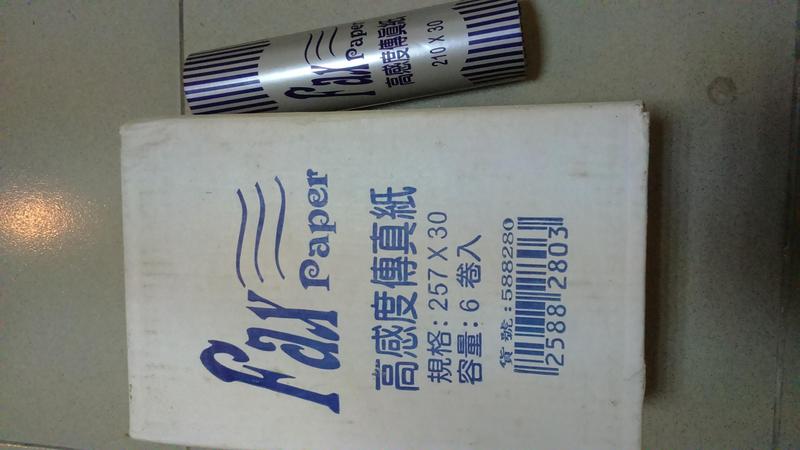 Fax
Paper
高感度傳真紙
210 X 30
Fax
Paper
高感度傳真紙
規格：257 X 30
容量：6 卷入
貨號：588280
2588 2803